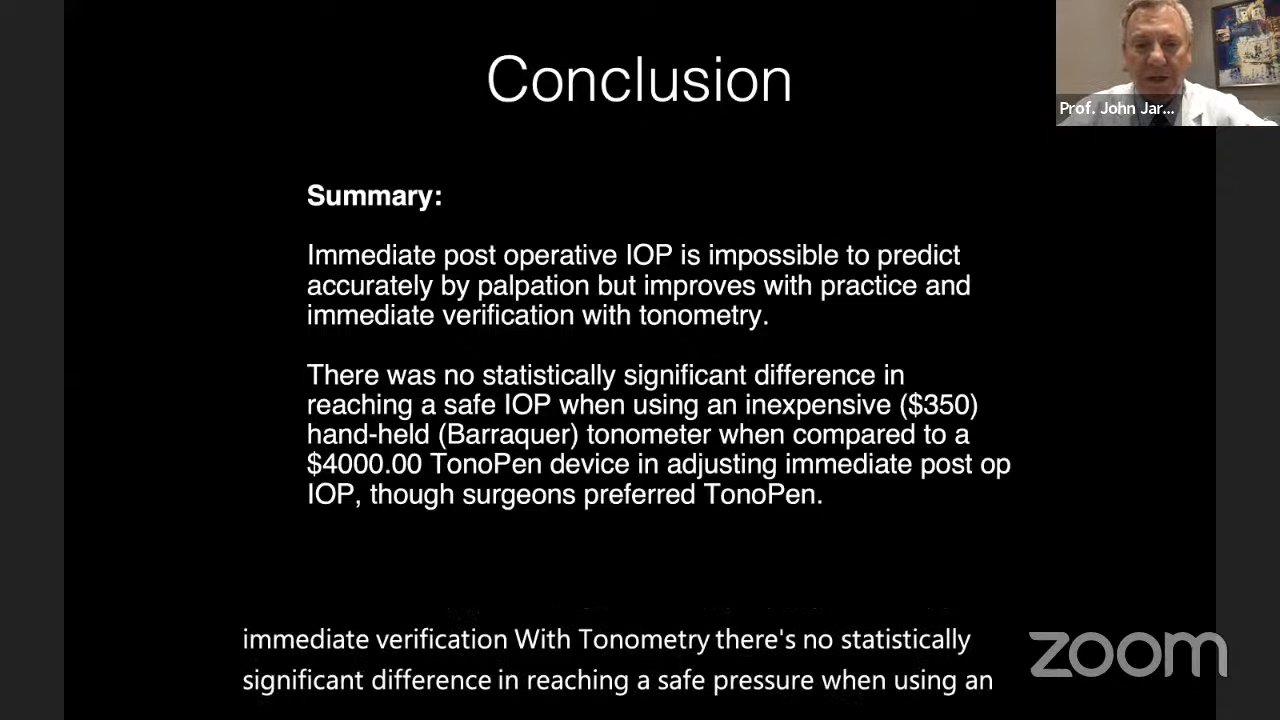 Conclusion
Prof. John Jar...
Summary:
Immediate post operative IOP is impossible to predict
accurately by palpation but improves with practice and
immediate verification with tonometry.
There was no statistically significant difference in
reaching a safe IOP when using an inexpensive ($350)
hand-held (Barraquer) tonometer when compared to a
$4000.00 TonoPen device in adjusting immediate post op
IOP, though surgeons preferred TonoPen.
immediate verification With Tonometry there's no statistically
significant difference in reaching a safe pressure when using an
zoom